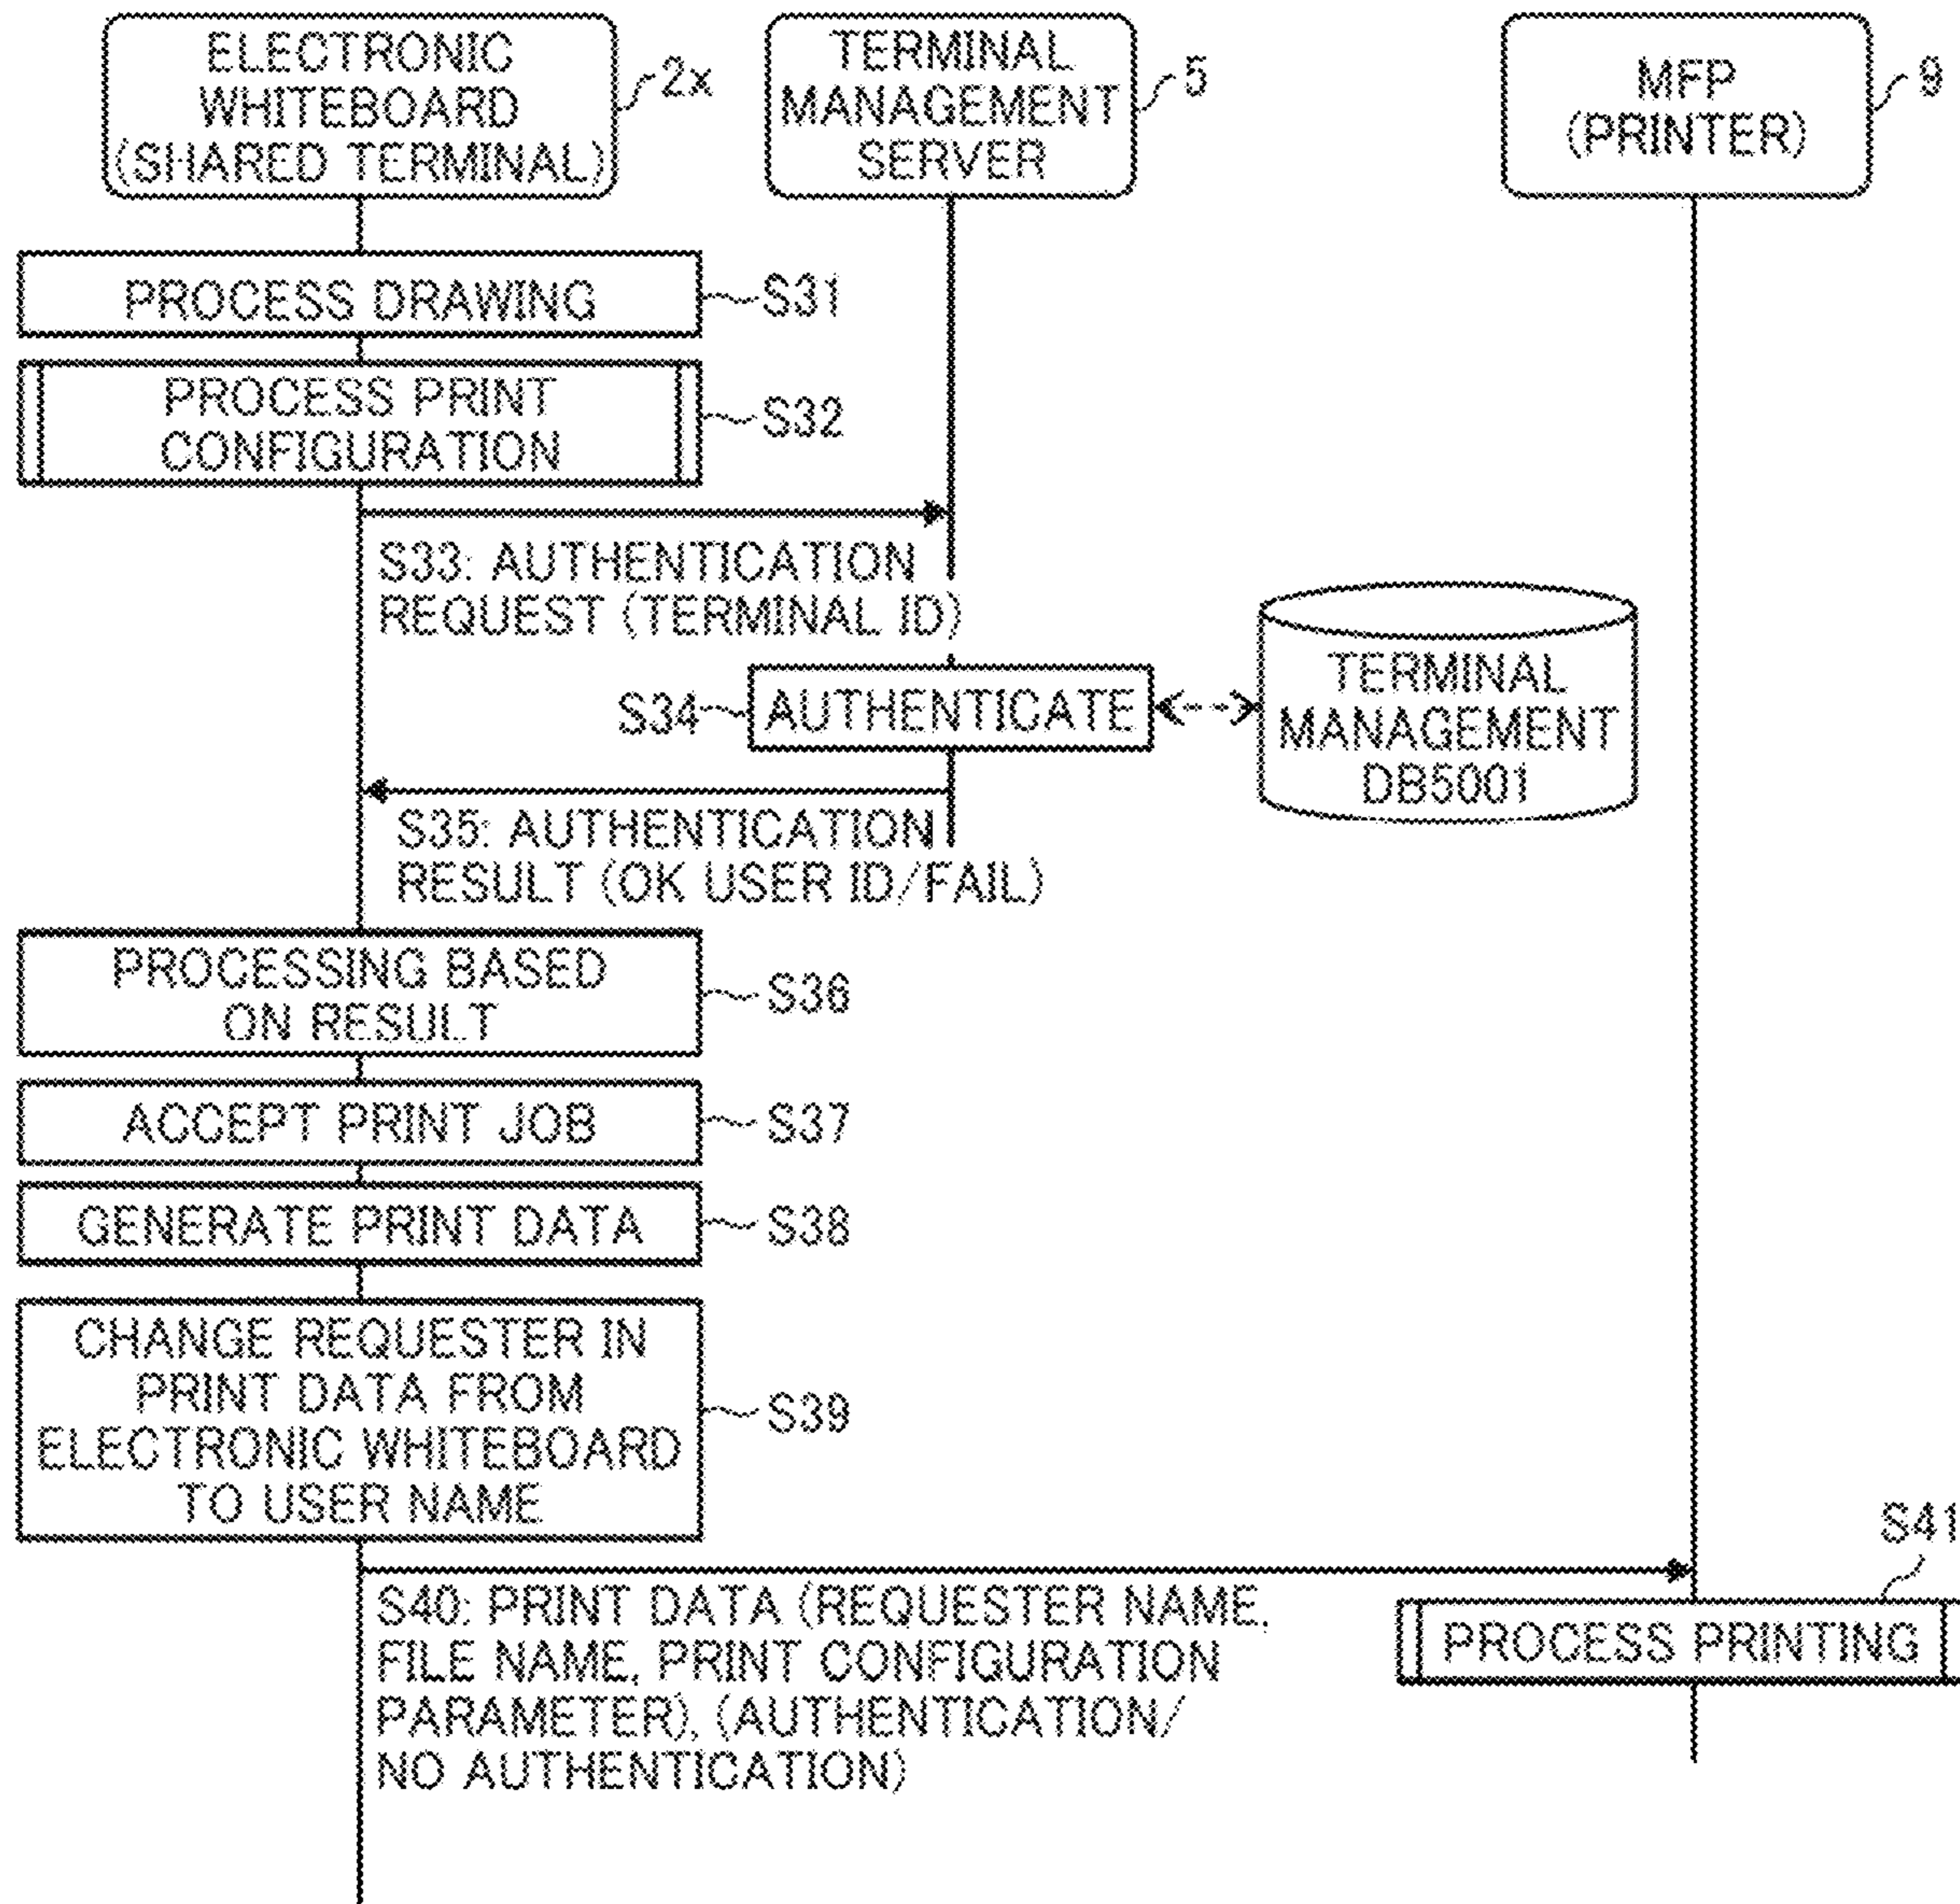 ELECTRONIC
WHITEBOARD
(SHARED TERMINAL)
2x
TERMINAL
MANAGEMENT
SERVER
5
MFP
(PRINTER)
9
PROCESS DRAWING
S31
PROCESS PRINT
CONFIGURATION
S32
S33: AUTHENTICATION
REQUEST (TERMINAL ID)
S34
AUTHENTICATE
TERMINAL
MANAGEMENT
DB5001
S35: AUTHENTICATION
RESULT (OK USER ID/FAIL)
PROCESSING BASED
ON RESULT
S36
ACCEPT PRINT JOB
S37
GENERATE PRINT DATA
S38
CHANGE REQUESTER IN
PRINT DATA FROM
ELECTRONIC WHITEBOARD
TO USER NAME
S39
S40: PRINT DATA (REQUESTER NAME,
FILE NAME, PRINT CONFIGURATION
PARAMETER), (AUTHENTICATION/
NO AUTHENTICATION)
S41
PROCESS PRINTING